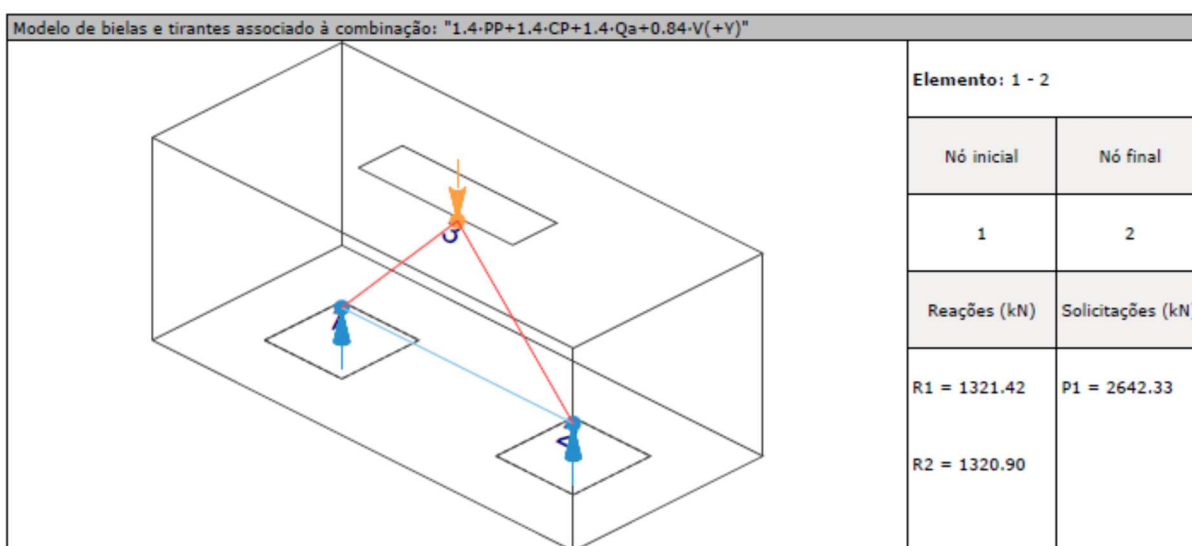 Modelo de bielas e tirantes associado à combinação: "1.4·PP+1.4·CP+1.4·Qa+0.84·V(+Y)"
Elemento: 1 - 2
Nó inicial Nó final
1 2
3
Reações (kN) Solicitações (kN)
R1 = 1321.42 P1 = 2642.33
R2 = 1320.90